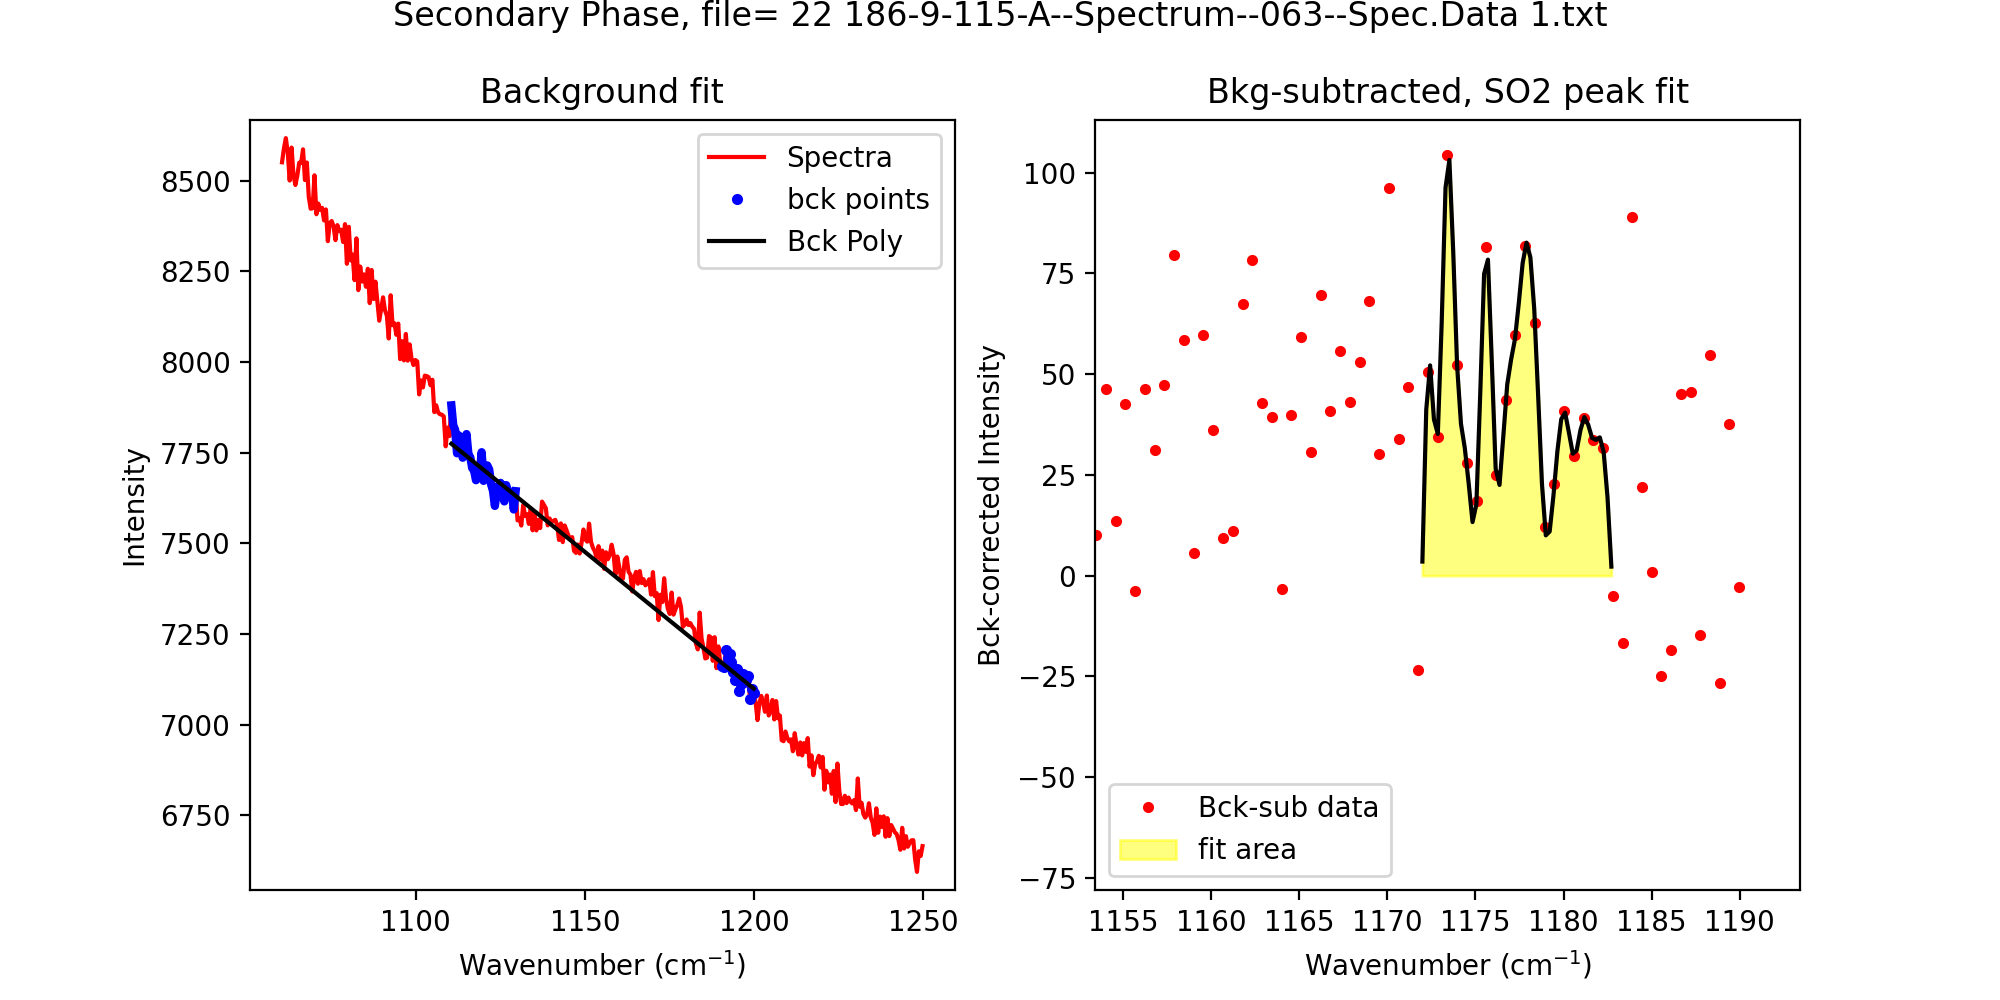 Secondary Phase, file= 22 186-9-115-A--Spectrum--063--Spec.Data 1.txt
Background fit
Spectra
bck points
Bck Poly
8500
8250
8000
7750
7500
7250
7000
6750
Intensity
1100 1150 1200 1250
Wavenumber (cm⁻¹)
Bkg-subtracted, SO2 peak fit
100
75
50
25
0
−25
−50
−75
Bck-corrected Intensity
Bck-sub data
fit area
1155 1160 1165 1170 1175 1180 1185 1190
Wavenumber (cm⁻¹)